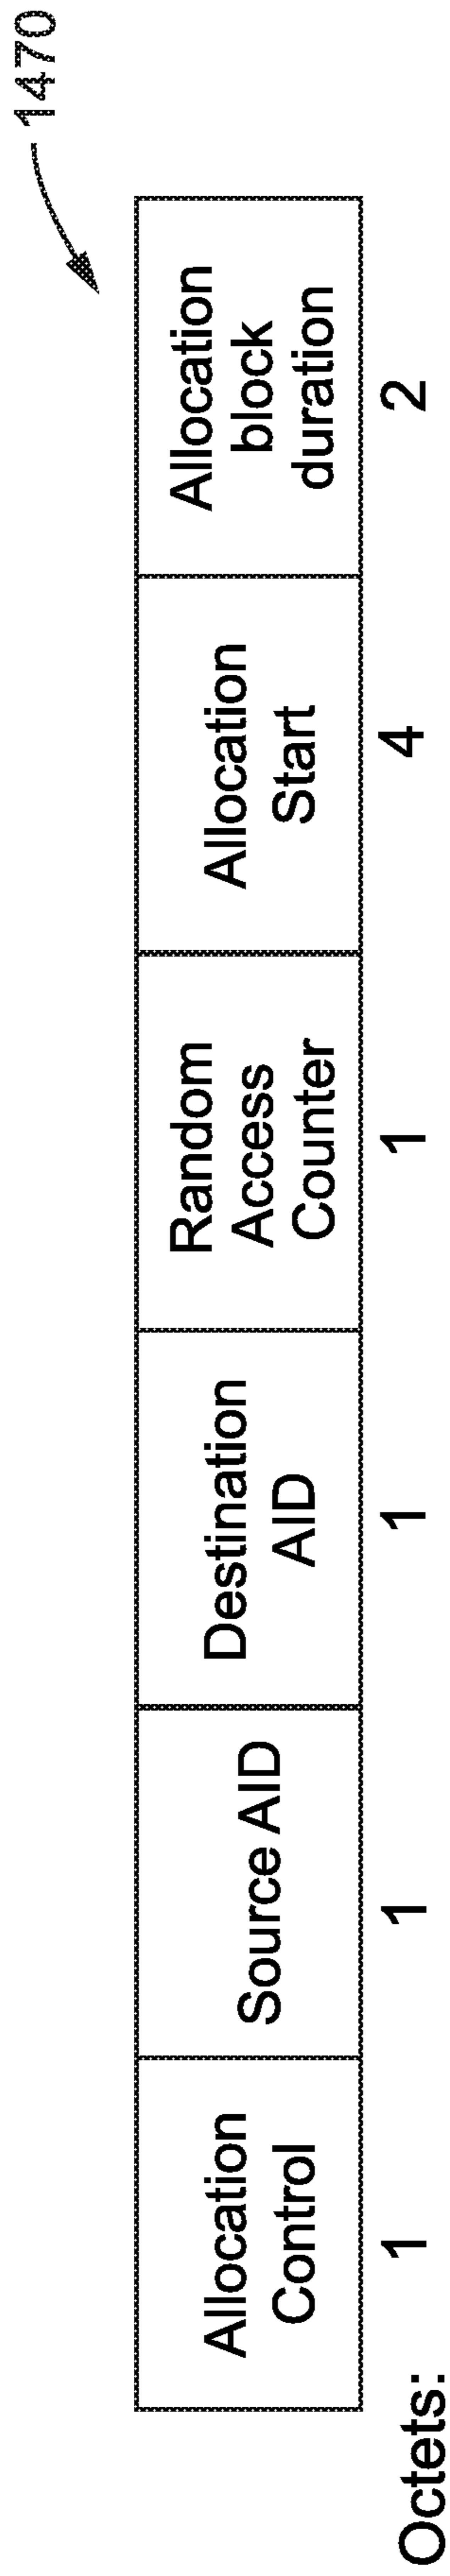 1470
Allocation
Control
Source AID
Destination
AID
Random
Access
Counter
Allocation
Start
Allocation
block
duration
Octets: 1 1 1 1 4 2